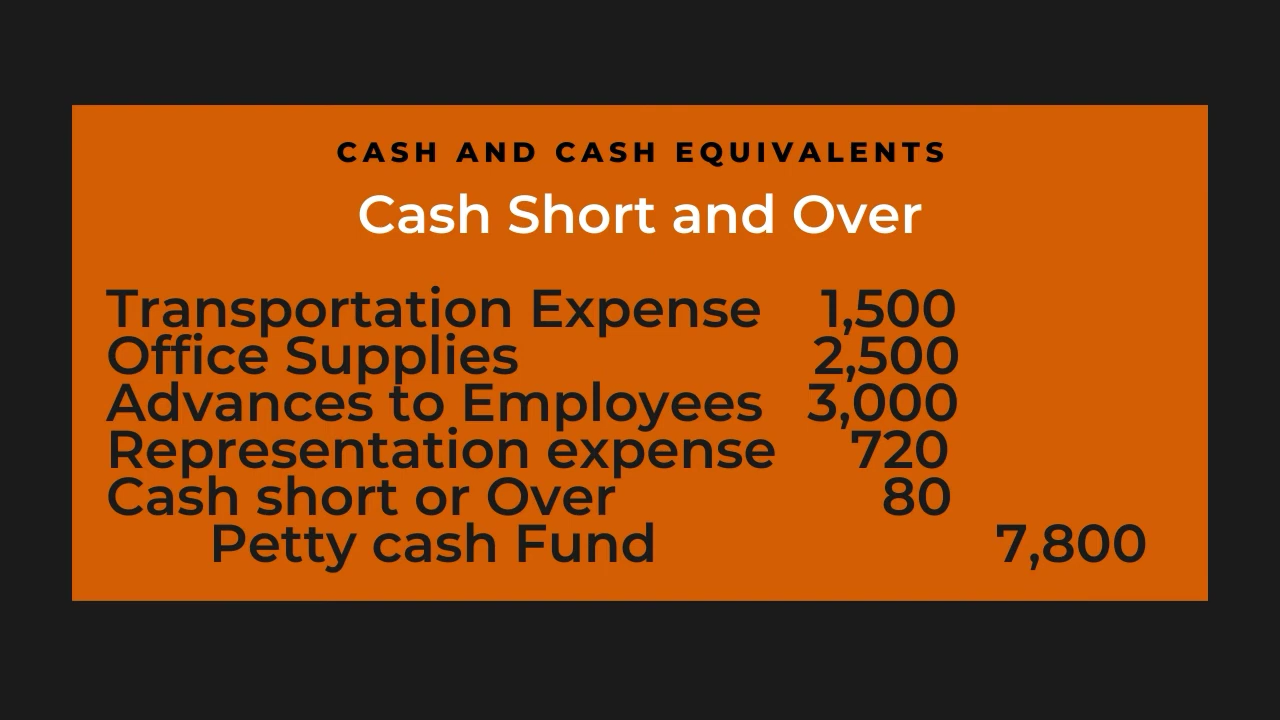 CASH AND CASH EQUIVALENTS
Cash Short and Over
Transportation Expense 1,500
Office Supplies 2,500
Advances to Employees 3,000
Representation expense 720
Cash short or Over 80
Petty cash Fund 7,800